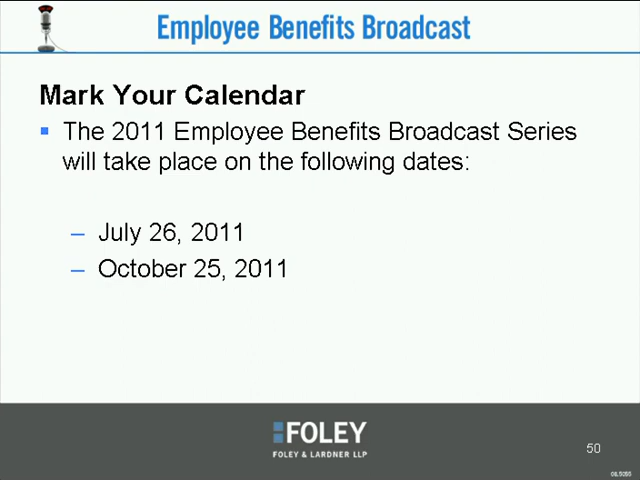 Employee Benefits Broadcast
Mark Your Calendar
The 2011 Employee Benefits Broadcast Series
will take place on the following dates:
– July 26, 2011
– October 25, 2011
FOLEY
FOLEY & LARDNER LLP
50